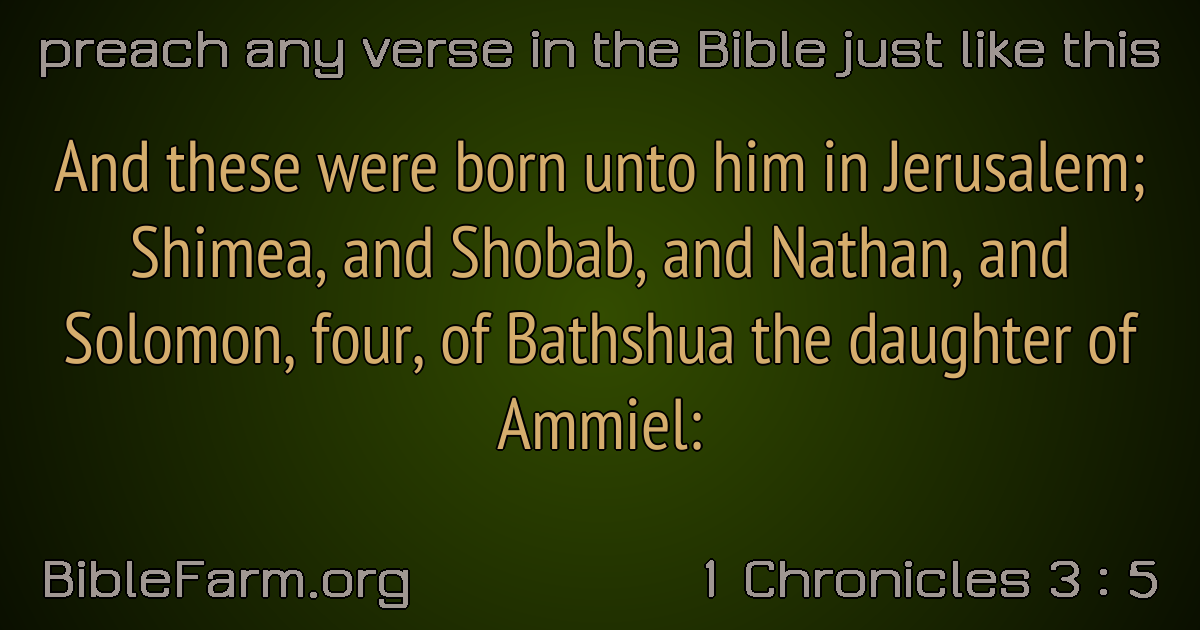 preach any verse in the Bible just like this
And these were born unto him in Jerusalem;
Shimea, and Shobab, and Nathan, and
Solomon, four, of Bathshua the daughter of
Ammiel:
BibleFarm.org
1 Chronicles 3 : 5